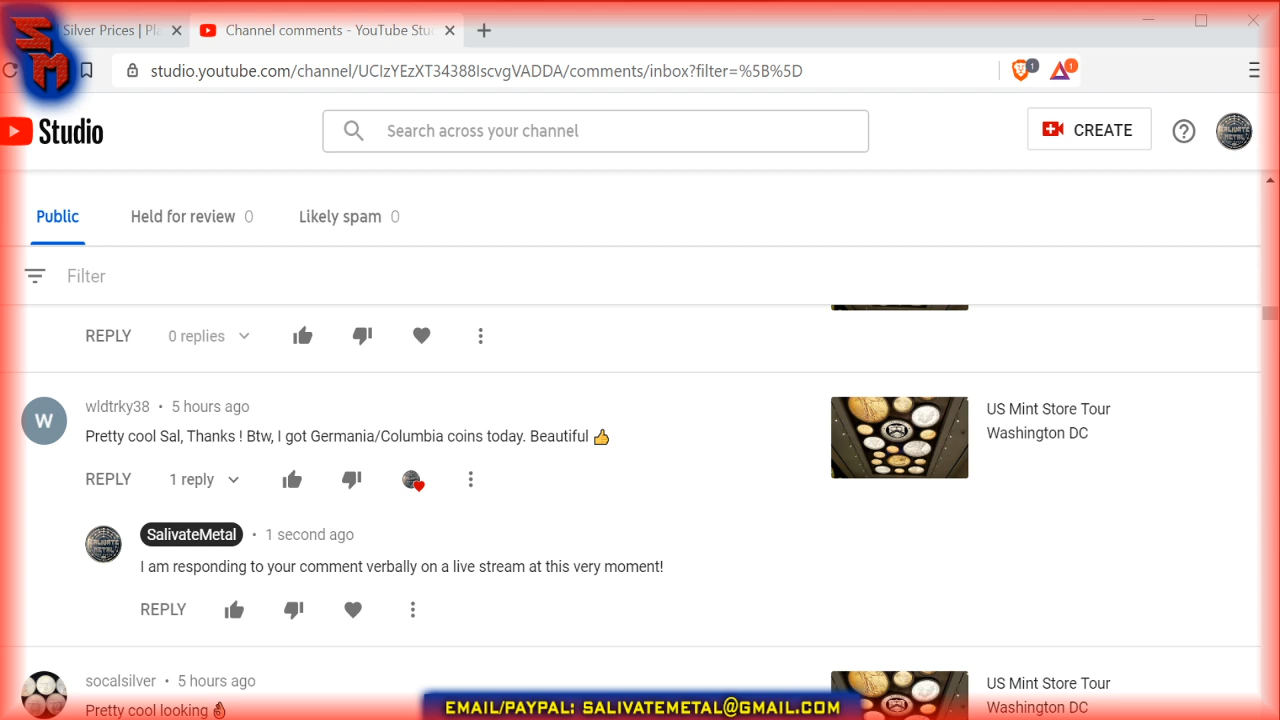 SM
Silver Prices | Pla
Channel comments - YouTube Stu
studio.youtube.com/channel/UCIzYEzXT34388IscvgVADDA/comments/inbox?filter=%5B%5D
1
1
Studio
Search across your channel
CREATE
Public
Held for review 0
Likely spam 0
Filter
REPLY
0 replies
W
wldtrky38 • 5 hours ago
Pretty cool Sal, Thanks ! Btw, I got Germania/Columbia coins today. Beautiful 👍
US Mint Store Tour
Washington DC
REPLY
1 reply
SalivateMetal • 1 second ago
I am responding to your comment verbally on a live stream at this very moment!
REPLY
socalsilver • 5 hours ago
Pretty cool looking 👌
US Mint Store Tour
Washington DC
EMAIL/PAYPAL: SALIVATEMETAL@GMAIL.COM